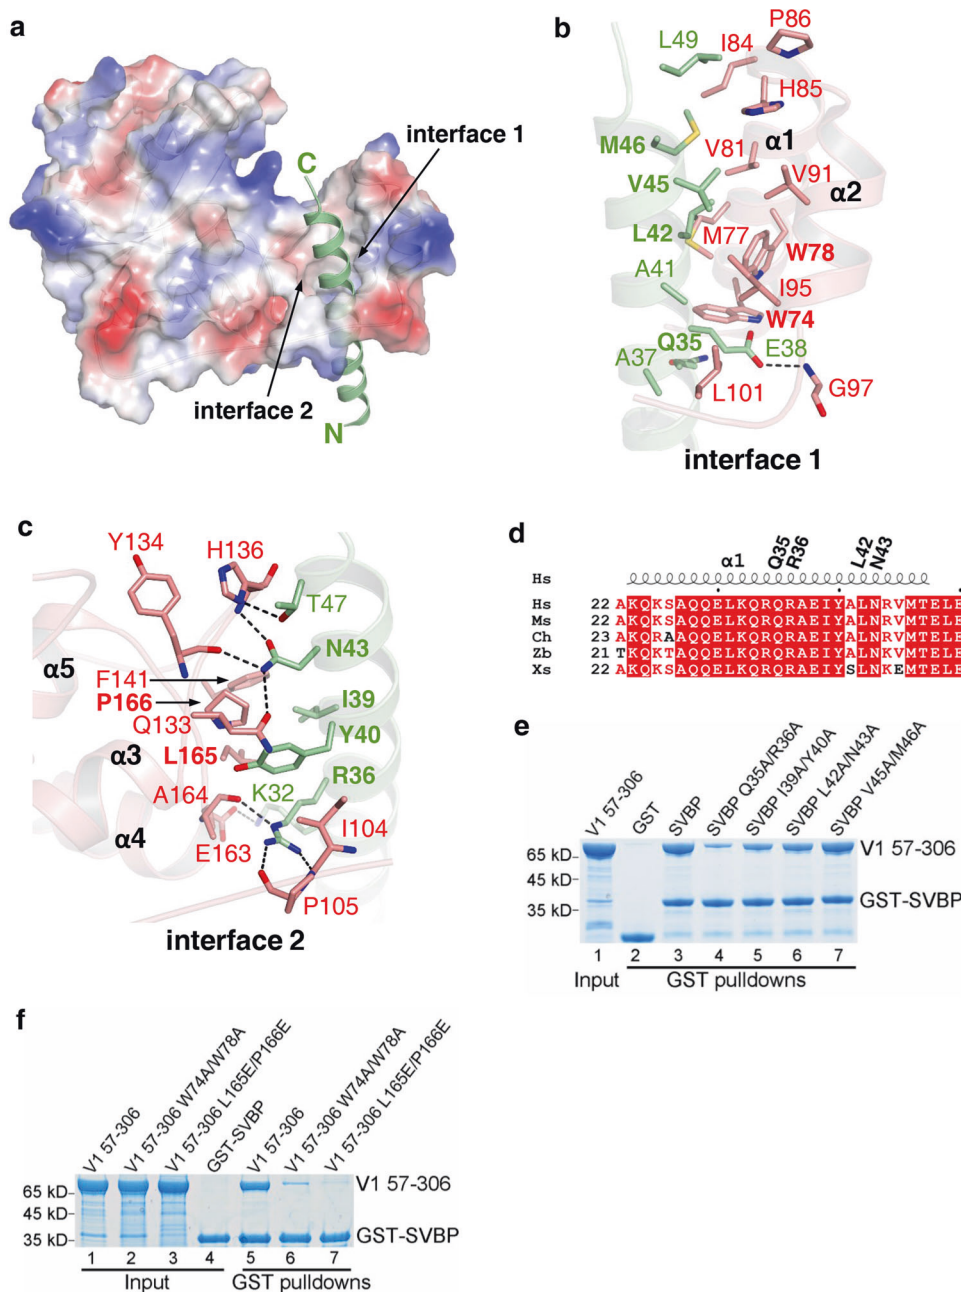 a
interface 1
C
interface 2
N
b
P86
L49
I84
H85
α1
M46
V81
V91
V45
α2
L42
M77
W78
A41
I95
W74
Q35
E38
A37
L101
G97
interface 1
c
Y134
H136
T47
N43
α5
F141
P166
I39
Q133
Y40
α3
L165
R36
A164
K32
α4
I104
E163
P105
interface 2
d
α1
Q35
R36
L42
N43
Hs
Hs 22 AKQKSAQQELKQRQRAEIYALNRVMTELE
Ms 22 AKQKSAQQELKQRQRAEIYALNRVMTELE
Ch 23 AKQRAAQQELKQRQRAEIYALNRVMTELE
Zb 21 TKQKTAQQELKQRQRAEIYALNKVMTELE
Xs 22 AKQKSAQQELKQRQRAEIYSLNKEMTELE
e
V1 57-306
GST
SVBP
SVBP Q35A/R36A
SVBP I39A/Y40A
SVBP L42A/N43A
SVBP V45A/M46A
65 kD
V1 57-306
45
35 kD
GST-SVBP
1 2 3 4 5 6 7
Input GST pulldowns
f
V1 57-306
V1 57-306 W74A/W78A
V1 57-306 L165E/P166E
GST-SVBP
V1 57-306
V1 57-306 W74A/W78A
V1 57-306 L165E/P166E
65 kD
V1 57-306
45 kD
35 kD
GST-SVBP
1 2 3 4 5 6 7
Input GST pulldowns